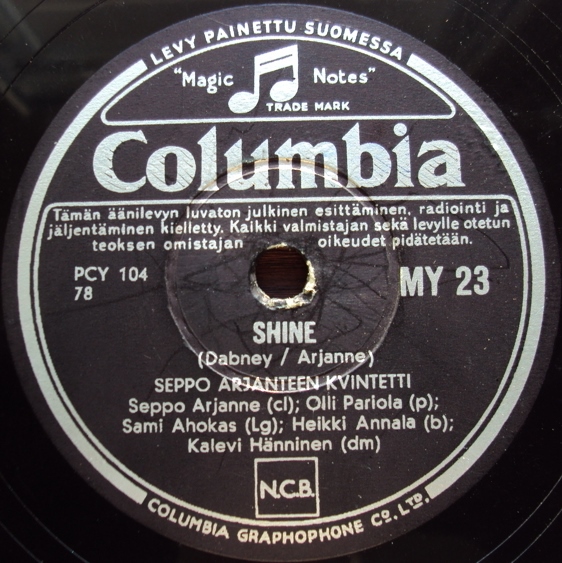 LEVY PAINETTU SUOMESSA
"Magic Notes"
TRADE MARK
Columbia
Tämän äänilevyn luvaton julkinen esittäminen, radiointi ja
jäljentäminen kielletty. Kaikki valmistajan sekä levylle otetun
teoksen omistajan oikeudet pidätetään.
PCY 104
78
MY 23
SHINE
(Dabney / Arjanne)
SEPPO ARJANTEEN KVINTETTI
Seppo Arjanne (cl); Olli Pariola (p);
Sami Ahokas (Lg); Heikki Annala (b);
Kalevi Hänninen (dm)
N.C.B.
COLUMBIA GRAPHOPHONE CO. LTD.